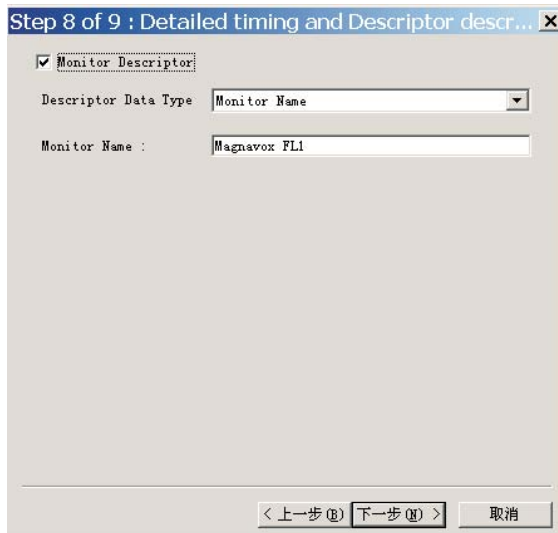 Step 8 of 9 : Detailed timing and Descriptor descr...
Monitor Descriptor
Descriptor Data Type Monitor Name
Monitor Name : Magnavox FL1
< 上一步(B) 下一步(N) > 取消